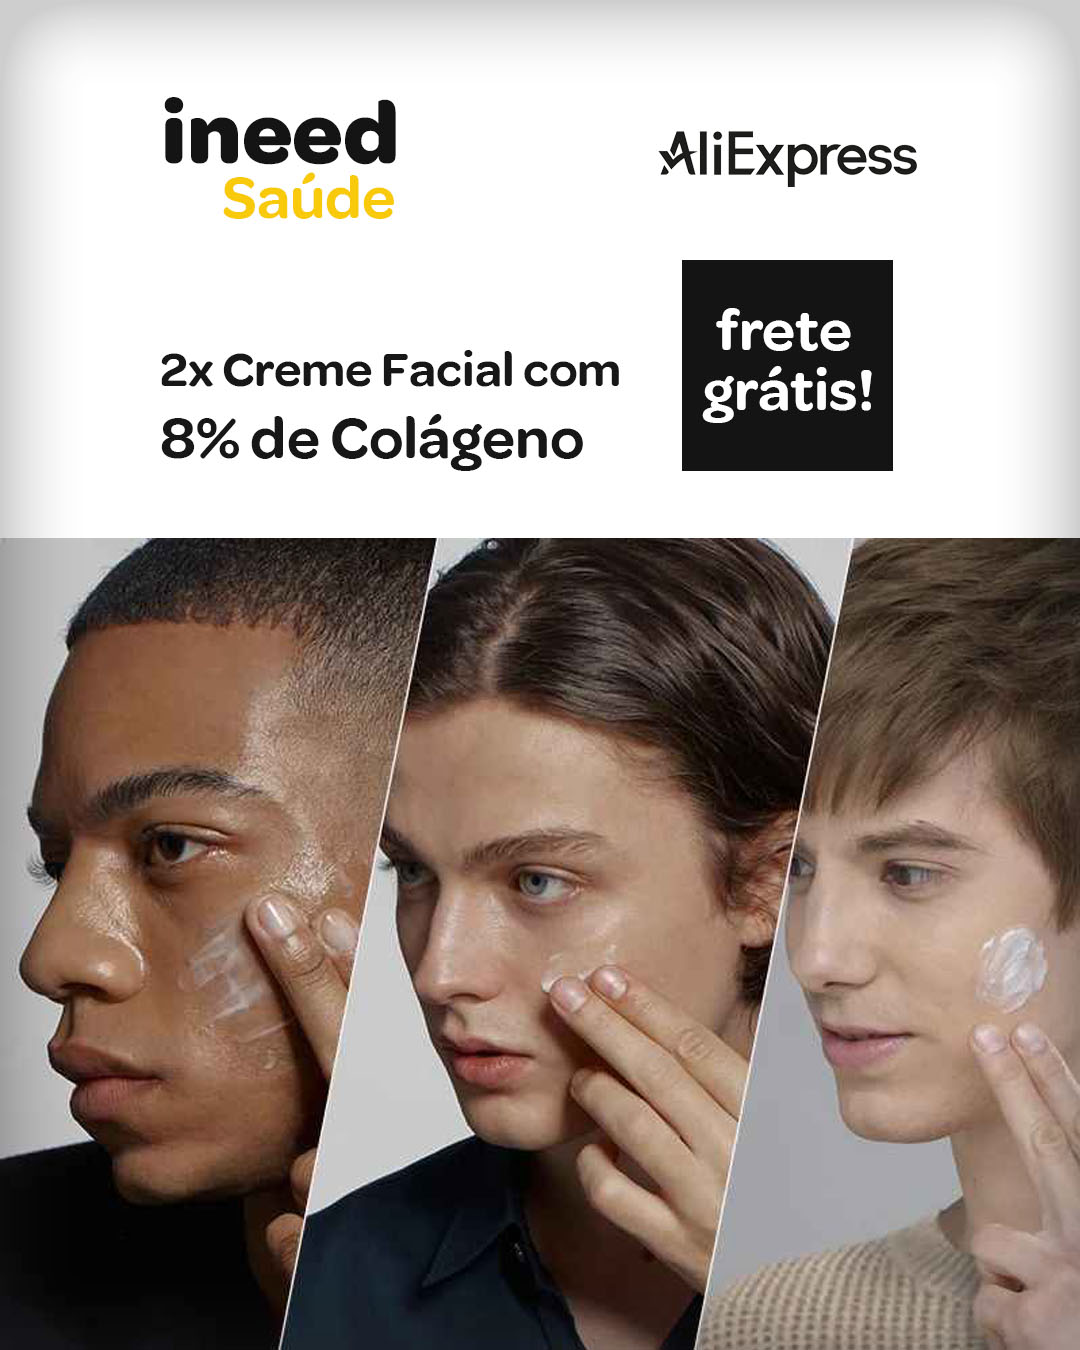 ineed
Saúde
AliExpress
frete
grátis!
2x Creme Facial com
8% de Colágeno